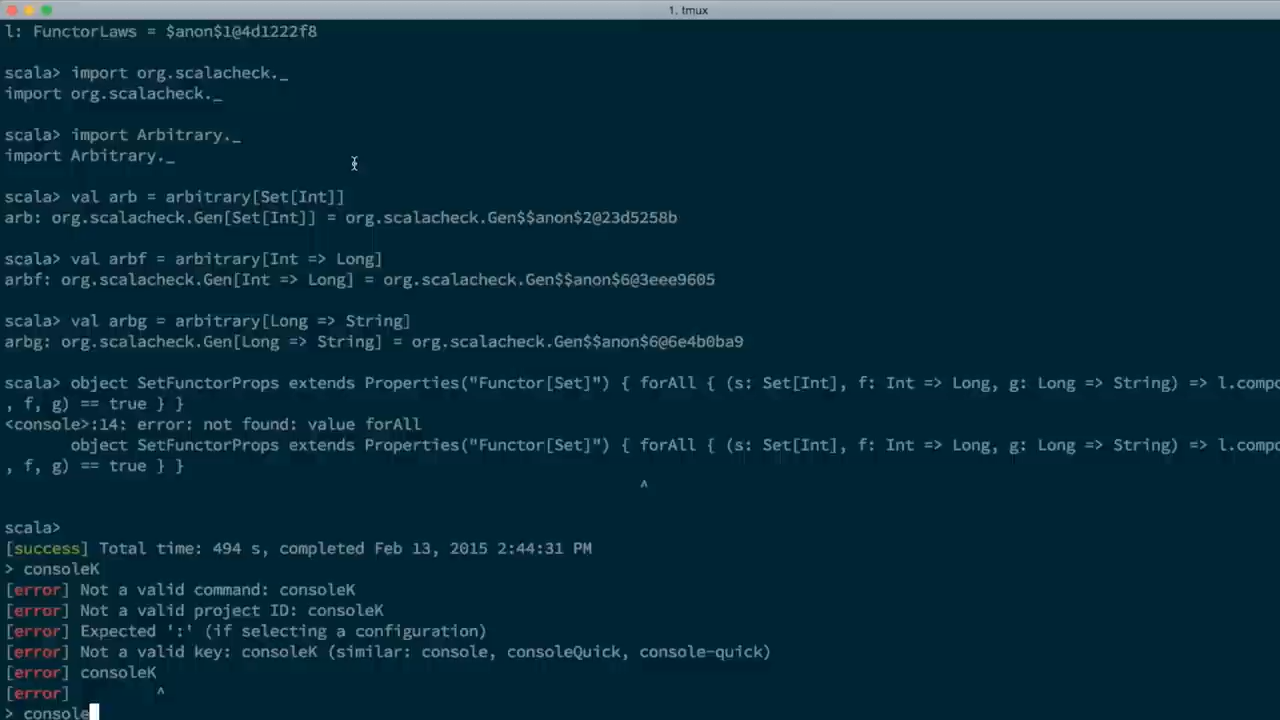 1. tmux
l: FunctorLaws = $anon$1@4d1222f8
scala> import org.scalacheck._
import org.scalacheck._
scala> import Arbitrary._
import Arbitrary._
scala> val arb = arbitrary[Set[Int]]
arb: org.scalacheck.Gen[Set[Int]] = org.scalacheck.Gen$$anon$2@23d5258b
scala> val arbf = arbitrary[Int => Long]
arbf: org.scalacheck.Gen[Int => Long] = org.scalacheck.Gen$$anon$6@3eee9605
scala> val arbg = arbitrary[Long => String]
arbg: org.scalacheck.Gen[Long => String] = org.scalacheck.Gen$$anon$6@6e4b0ba9
scala> object SetFunctorProps extends Properties("Functor[Set]") { forAll { (s: Set[Int], f: Int => Long, g: Long => String) => l.compo
, f, g) == true } }
<console>:14: error: not found: value forAll
object SetFunctorProps extends Properties("Functor[Set]") { forAll { (s: Set[Int], f: Int => Long, g: Long => String) => l.compo
, f, g) == true } }
^
scala>
[success] Total time: 494 s, completed Feb 13, 2015 2:44:31 PM
> consoleK
[error] Not a valid command: consoleK
[error] Not a valid project ID: consoleK
[error] Expected ':' (if selecting a configuration)
[error] Not a valid key: consoleK (similar: console, consoleQuick, console-quick)
[error] consoleK
[error] ^
> console